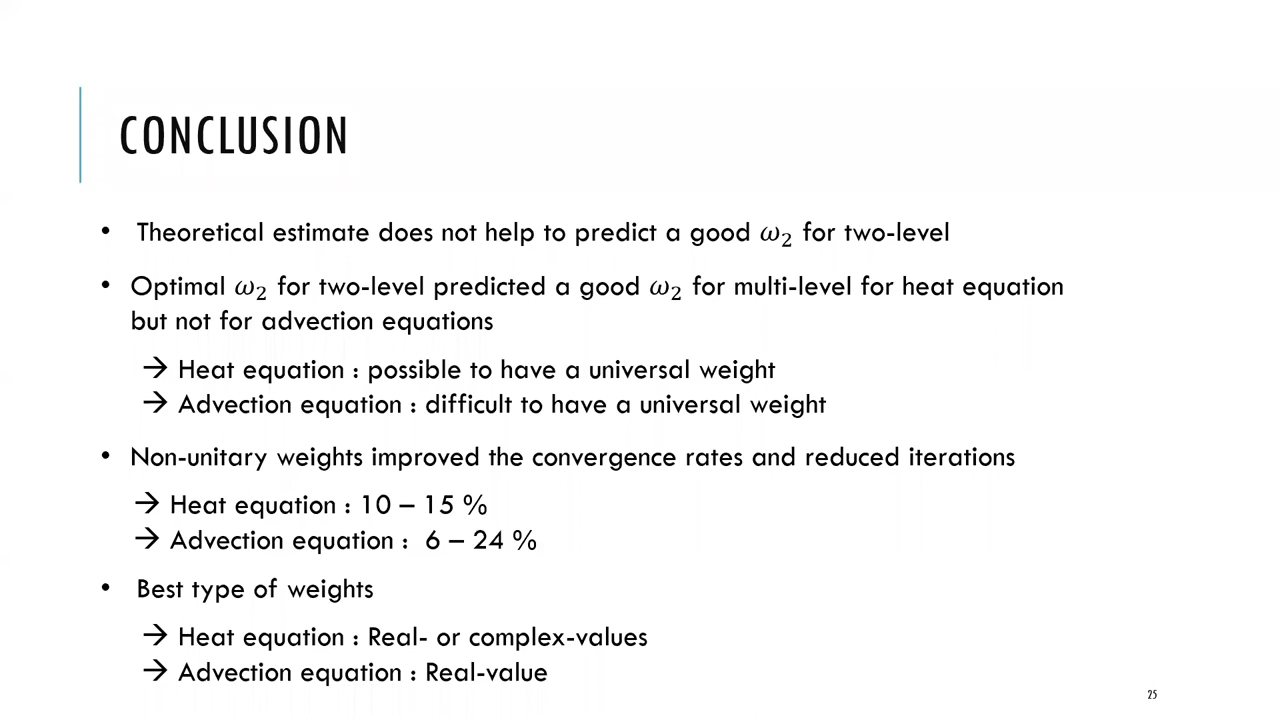 CONCLUSION
• Theoretical estimate does not help to predict a good ω₂ for two-level
• Optimal ω₂ for two-level predicted a good ω₂ for multi-level for heat equation
but not for advection equations
→ Heat equation : possible to have a universal weight
→ Advection equation : difficult to have a universal weight
• Non-unitary weights improved the convergence rates and reduced iterations
→ Heat equation : 10 – 15 %
→ Advection equation : 6 – 24 %
• Best type of weights
→ Heat equation : Real- or complex-values
→ Advection equation : Real-value
25